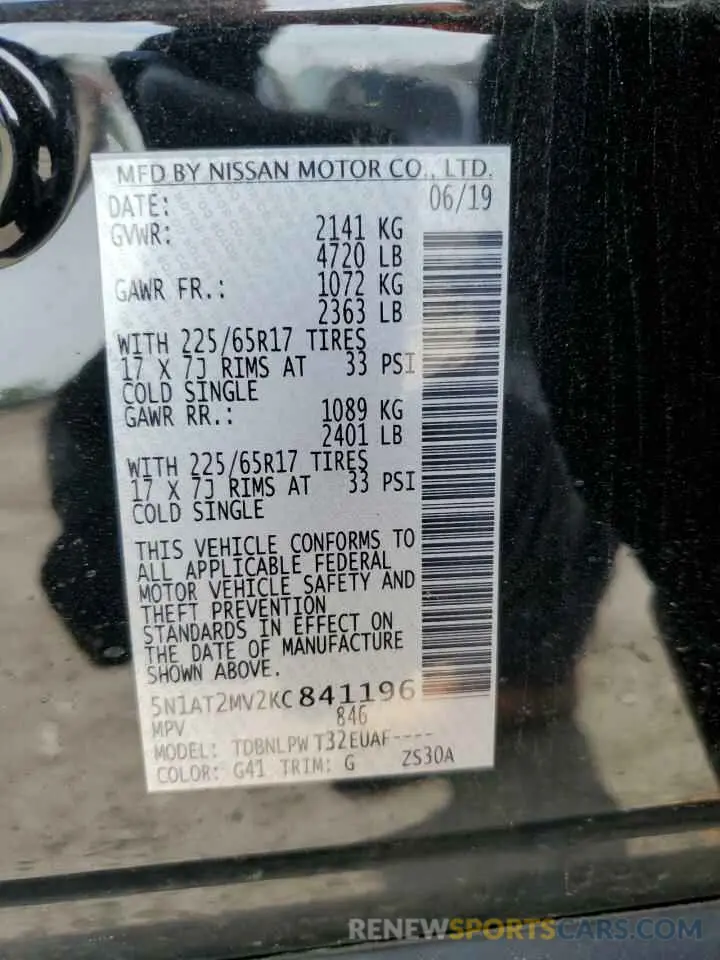 MFD BY NISSAN MOTOR CO., LTD.
DATE: 06/19
GVWR: 2141 KG
4720 LB
GAWR FR.: 1072 KG
2363 LB
WITH 225/65R17 TIRES
17 X 7J RIMS AT 33 PSI
COLD SINGLE
GAWR RR.: 1089 KG
2401 LB
WITH 225/65R17 TIRES
17 X 7J RIMS AT 33 PSI
COLD SINGLE
THIS VEHICLE CONFORMS TO
ALL APPLICABLE FEDERAL
MOTOR VEHICLE SAFETY AND
THEFT PREVENTION
STANDARDS IN EFFECT ON
THE DATE OF MANUFACTURE
SHOWN ABOVE.
5N1AT2MV2KC841196
MPV 846
MODEL: TDBNLPW T32EUAF----
COLOR: G41 TRIM: G ZS30A
RENEWSPORTSCARS.COM